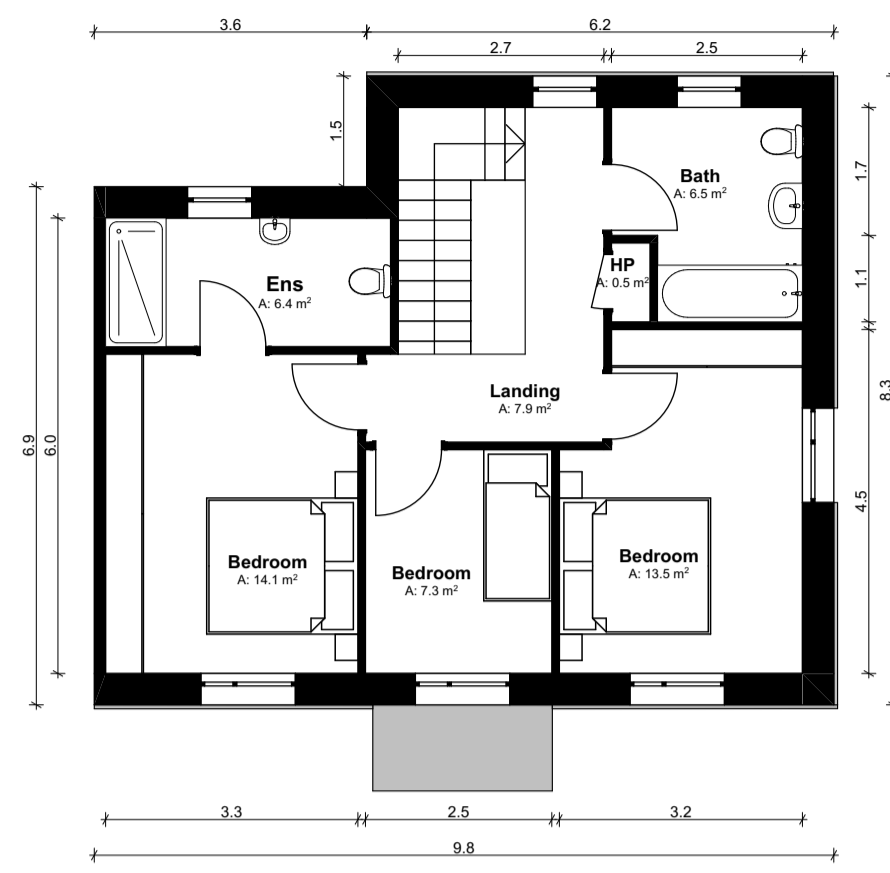 3.6
6.2
2.7
2.5
1.5
1.7
Bath
A: 6.5 m²
1.1
HP
A: 0.5 m²
Ens
A: 6.4 m²
8.3
Landing
A: 7.9 m²
6.9
6.0
4.5
Bedroom
A: 14.1 m²
Bedroom
A: 7.3 m²
Bedroom
A: 13.5 m²
3.3
2.5
3.2
9.8